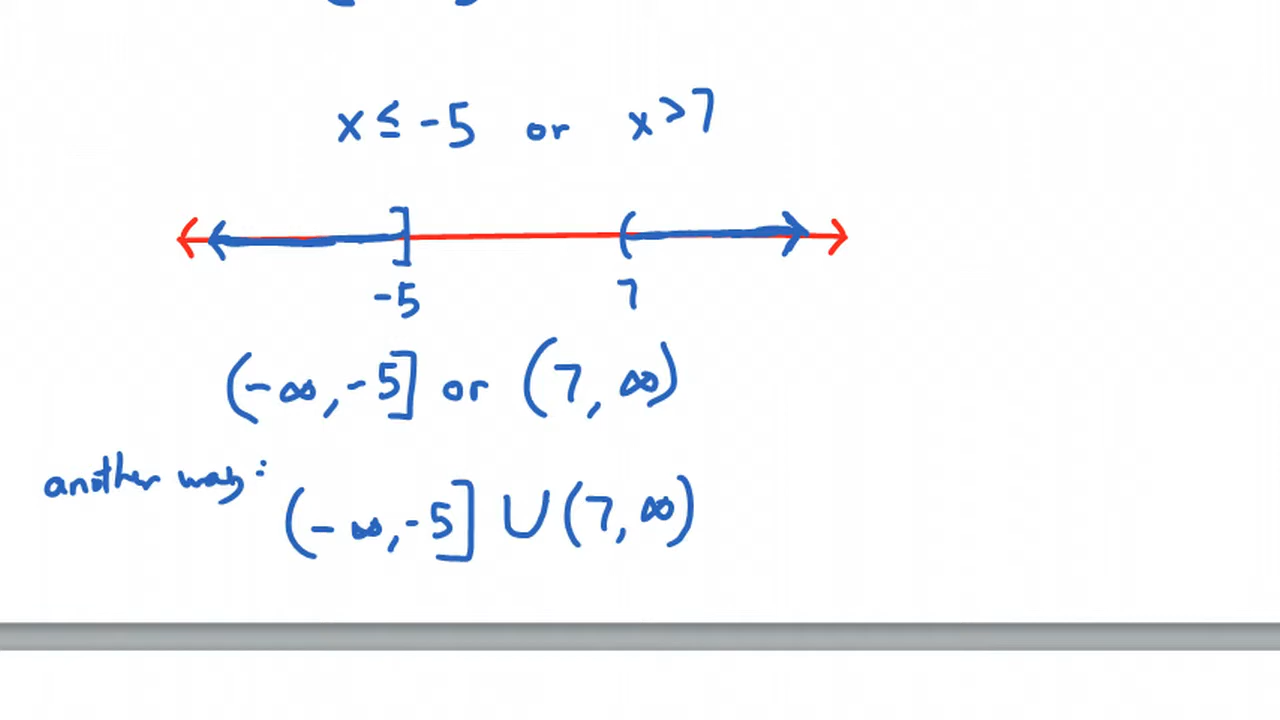 x ≤ -5 or x > 7
-5 7
(-∞, -5] or (7, ∞)
another way:
(-∞, -5] ∪ (7, ∞)